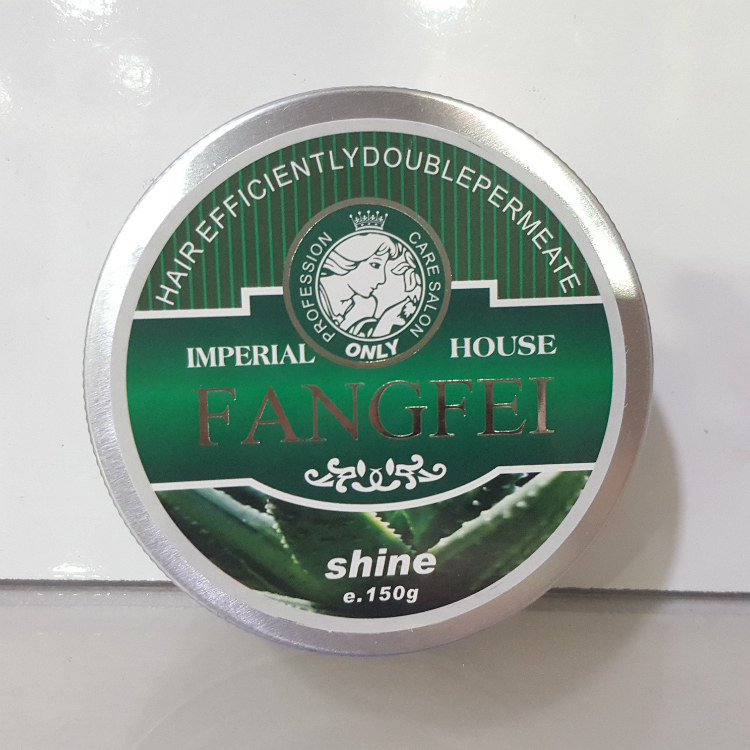 HAIR EFFICIENTLYDOUBLEPERMEATE
PROFESSION CARE SALON
ONLY
IMPERIAL HOUSE
FANGFEI
shine
e.150g